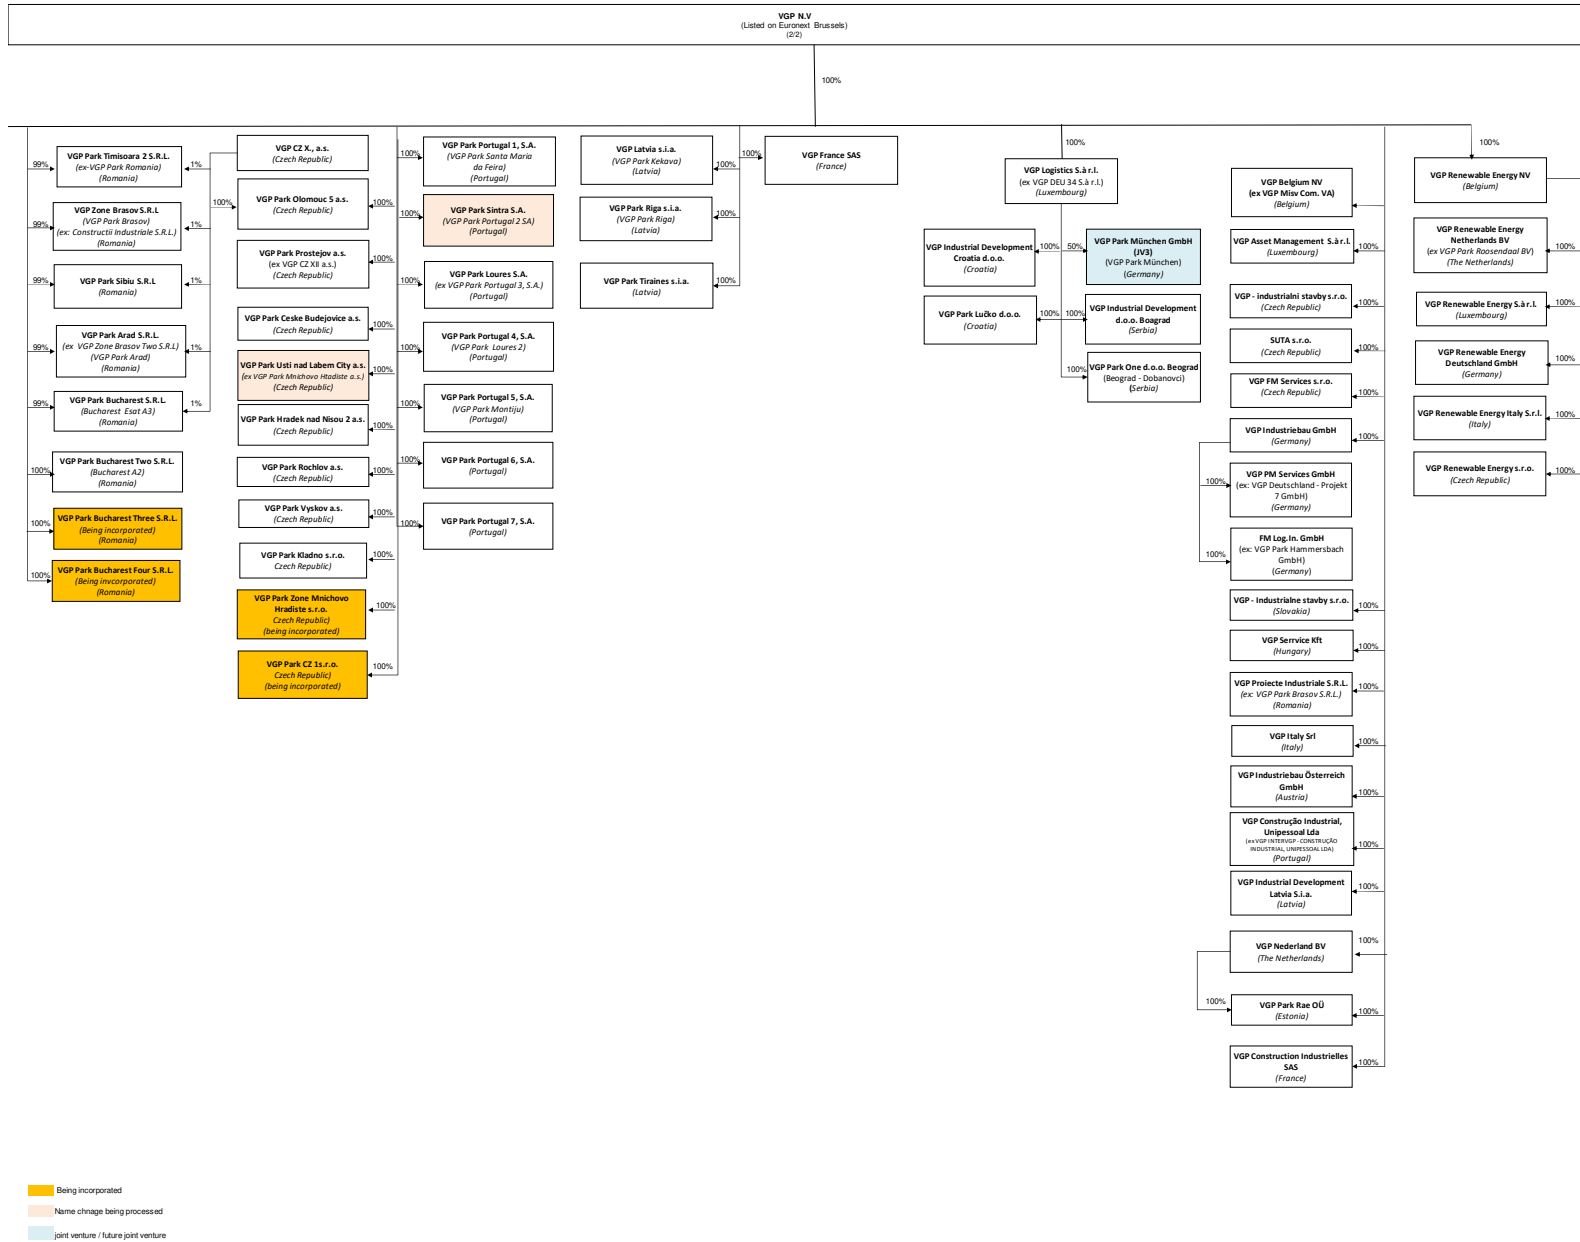 VGP N.V
(Listed on Euronext Brussels)
(2/2)
100%
99%
VGP Park Timisoara 2 S.R.L.
(ex-VGP Park Romania)
(Romania)
1%
99%
VGP Zone Brasov S.R.L
(VGP Park Brasov)
(ex: Constructii Industriale S.R.L.)
(Romania)
1%
99%
VGP Park Sibiu S.R.L
(Romania)
1%
99%
VGP Park Arad S.R.L.
(ex VGP Zone Brasov Two S.R.L)
(VGP Park Arad)
(Romania)
1%
99%
VGP Park Bucharest S.R.L.
(Bucharest Esat A3)
(Romania)
1%
100%
VGP Park Bucharest Two S.R.L.
(Bucharest A2)
(Romania)
100%
VGP Park Bucharest Three S.R.L.
(Being incorporated)
(Romania)
100%
VGP Park Bucharest Four S.R.L.
(Being invcorporated)
(Romania)
VGP CZ X., a.s.
(Czech Republic)
100%
VGP Park Olomouc 5 a.s.
(Czech Republic)
100%
VGP Park Prostejov a.s.
(ex VGP CZ XII a.s.)
(Czech Republic)
100%
VGP Park Ceske Budejovice a.s.
(Czech Republic)
100%
VGP Park Usti nad Labem City a.s.
(ex VGP Park Mnichovo Hradiste a.s.)
(Czech Republic)
100%
VGP Park Hradek nad Nisou 2 a.s.
(Czech Republic)
100%
VGP Park Rochlov a.s.
(Czech Republic)
100%
VGP Park Vyskov a.s.
(Czech Republic)
100%
VGP Park Kladno s.r.o.
Czech Republic)
100%
VGP Park Zone Mnichovo
Hradiste s.r.o.
Czech Republic)
(being incorporated)
100%
VGP Park CZ 1s.r.o.
Czech Republic)
(being incorporated)
100%
100%
VGP Park Portugal 1, S.A.
(VGP Park Santa Maria
da Feira)
(Portugal)
100%
VGP Park Sintra S.A.
(VGP Park Portugal 2 SA)
(Portugal)
100%
VGP Park Loures S.A.
(ex VGP Park Portugal 3, S.A.)
(Portugal)
100%
VGP Park Portugal 4, S.A.
(VGP Park Loures 2)
(Portugal)
100%
VGP Park Portugal 5, S.A.
(VGP Park Montiju)
(Portugal)
100%
VGP Park Portugal 6, S.A.
(Portugal)
100%
VGP Park Portugal 7, S.A.
(Portugal)
VGP Latvia s.i.a.
(VGP Park Kekava)
(Latvia)
100%
VGP Park Riga s.i.a.
(VGP Park Riga)
(Latvia)
100%
VGP Park Tiraines s.i.a.
(Latvia)
100%
100%
VGP France SAS
(France)
100%
VGP Logistics S.à r.l.
(ex VGP DEU 34 S.à r.l.)
(Luxembourg)
VGP Industrial Development
Croatia d.o.o.
(Croatia)
100%
50%
VGP Park München GmbH
(JV3)
(VGP Park München)
(Germany)
VGP Park Lučko d.o.o.
(Croatia)
100%
100%
VGP Industrial Development
d.o.o. Boagrad
(Serbia)
100%
VGP Park One d.o.o. Beograd
(Beograd - Dobanovci)
(Serbia)
VGP Belgium NV
(ex VGP Misv Com. VA)
(Belgium)
100%
VGP Asset Management S.à r.l.
(Luxembourg)
100%
VGP - industrialni stavby s.r.o.
(Czech Republic)
100%
SUTA s.r.o.
(Czech Republic)
100%
VGP FM Services s.r.o.
(Czech Republic)
100%
VGP Industriebau GmbH
(Germany)
100%
100%
VGP PM Services GmbH
(ex: VGP Deutschland - Projekt
7 GmbH)
(Germany)
100%
FM Log.In. GmbH
(ex: VGP Park Hammersbach
GmbH)
(Germany)
VGP - Industrialne stavby s.r.o.
(Slovakia)
100%
VGP Serrvice Kft
(Hungary)
100%
VGP Proiecte Industriale S.R.L.
(ex: VGP Park Brasov S.R.L.)
(Romania)
100%
VGP Italy Srl
(Italy)
100%
VGP Industriebau Österreich
GmbH
(Austria)
100%
VGP Construção Industrial,
Unipessoal Lda
(ex VGP INTERVGP - CONSTRUÇÃO
INDUSTRIAL, UNIPESSOAL LDA)
(Portugal)
100%
VGP Industrial Development
Latvia S.i.a.
(Latvia)
100%
VGP Nederland BV
(The Netherlands)
100%
100%
VGP Park Rae OÜ
(Estonia)
100%
VGP Construction Industrielles
SAS
(France)
100%
100%
VGP Renewable Energy NV
(Belgium)
VGP Renewable Energy
Netherlands BV
(ex VGP Park Roosendaal BV)
(The Netherlands)
100%
VGP Renewable Energy S.à r.l.
(Luxembourg)
100%
VGP Renewable Energy
Deutschland GmbH
(Germany)
100%
VGP Renewable Energy Italy S.r.l.
(Italy)
100%
VGP Renewable Energy s.r.o.
(Czech Republic)
100%
Being incorporated
Name chnage being processed
joint venture / future joint venture